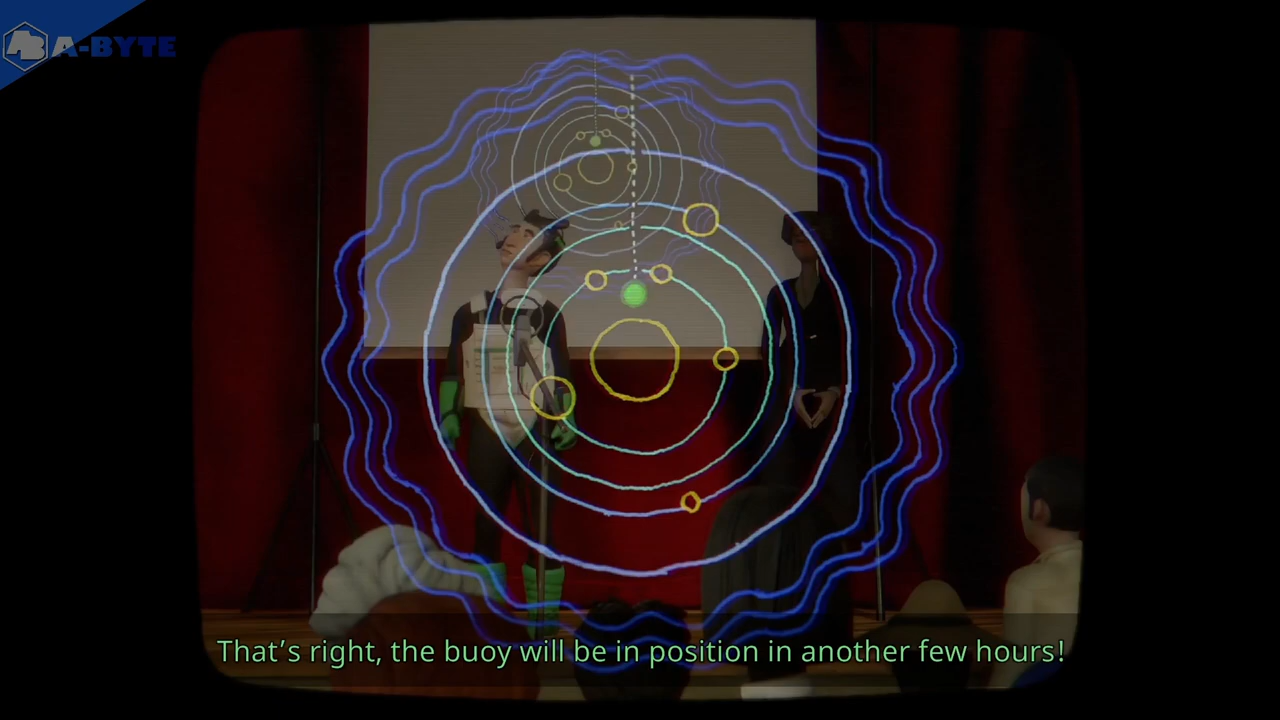 A-BYTE
That's right, the buoy will be in position in another few hours!